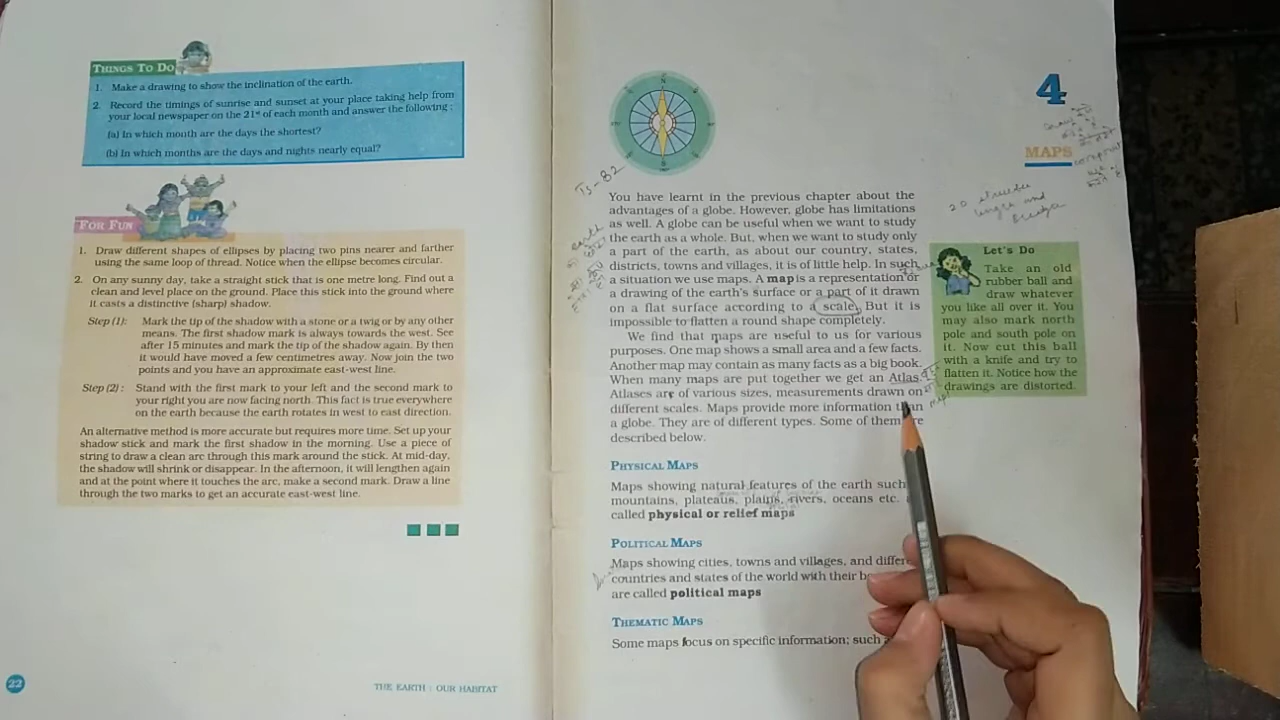 THINGS TO DO
1. Make a drawing to show the inclination of the earth.
2. Record the timings of sunrise and sunset at your place taking help from
your local newspaper on the 21st of each month and answer the following :
(a) In which month are the days the shortest?
(b) In which months are the days and nights nearly equal?
FOR FUN
1. Draw different shapes of ellipses by placing two pins nearer and farther
using the same loop of thread. Notice when the ellipse becomes circular.
2. On any sunny day, take a straight stick that is one metre long. Find out a
clean and level place on the ground. Place this stick into the ground where
it casts a distinctive (sharp) shadow.
Step (1): Mark the tip of the shadow with a stone or a twig or by any other
means. The first shadow mark is always towards the west. See
after 15 minutes and mark the tip of the shadow again. By then
it would have moved a few centimetres away. Now join the two
points and you have an approximate east-west line.
Step (2): Stand with the first mark to your left and the second mark to
your right you are now facing north. This fact is true everywhere
on the earth because the earth rotates in west to east direction.
An alternative method is more accurate but requires more time. Set up your
shadow stick and mark the first shadow in the morning. Use a piece of
string to draw a clean arc through this mark around the stick. At mid-day,
the shadow will shrink or disappear. In the afternoon, it will lengthen again
and at the point where it touches the arc, make a second mark. Draw a line
through the two marks to get an accurate east-west line.
22
THE EARTH : OUR HABITAT
4
MAPS
Ts-82
You have learnt in the previous chapter about the
advantages of a globe. However, globe has limitations
as well. A globe can be useful when we want to study
the earth as a whole. But, when we want to study only
a part of the earth, as about our country, states,
districts, towns and villages, it is of little help. In such
a situation we use maps. A map is a representation or
a drawing of the earth's surface or a part of it drawn
on a flat surface according to a scale. But it is
impossible to flatten a round shape completely.
We find that maps are useful to us for various
purposes. One map shows a small area and a few facts.
Another map may contain as many facts as a big book.
When many maps are put together we get an Atlas.
Atlases are of various sizes, measurements drawn on
different scales. Maps provide more information than
a globe. They are of different types. Some of them are
described below.
PHYSICAL MAPS
Maps showing natural features of the earth such
mountains, plateaus, plains, rivers, oceans etc.
called physical or relief maps
POLITICAL MAPS
Maps showing cities, towns and villages, and
countries and states of the world with their
are called political maps
THEMATIC MAPS
Some maps focus on specific information; such
Let's Do
Take an old
rubber ball and
draw whatever
you like all over it. You
may also mark north
pole and south pole on
it. Now cut this ball
with a knife and try to
flatten it. Notice how the
drawings are distorted.